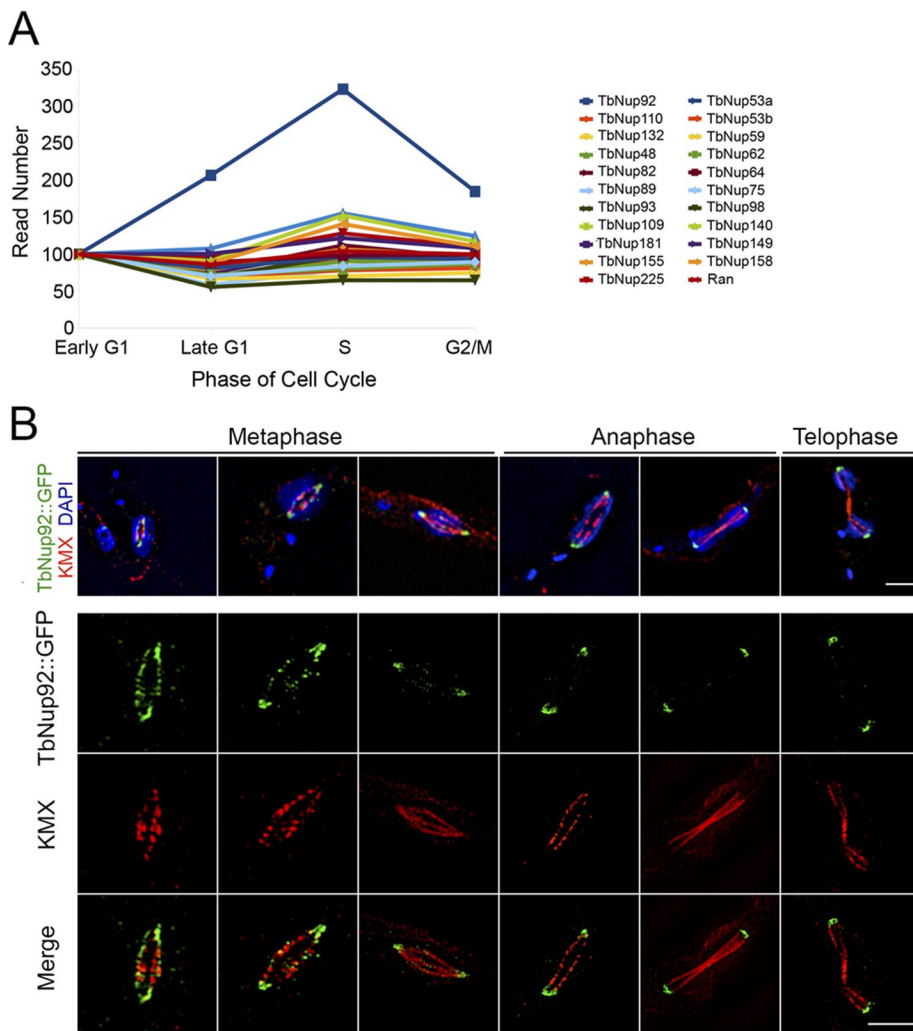 A
350
300
250
200
150
100
50
0
Read Number
Early G1 Late G1 S G2/M
Phase of Cell Cycle
TbNup92 TbNup53a
TbNup110 TbNup53b
TbNup132 TbNup59
TbNup48 TbNup62
TbNup82 TbNup64
TbNup89 TbNup75
TbNup93 TbNup98
TbNup109 TbNup140
TbNup181 TbNup149
TbNup155 TbNup158
TbNup225 Ran
B
Metaphase Anaphase Telophase
TbNup92::GFP
KMX DAPI
TbNup92::GFP
KMX
Merge